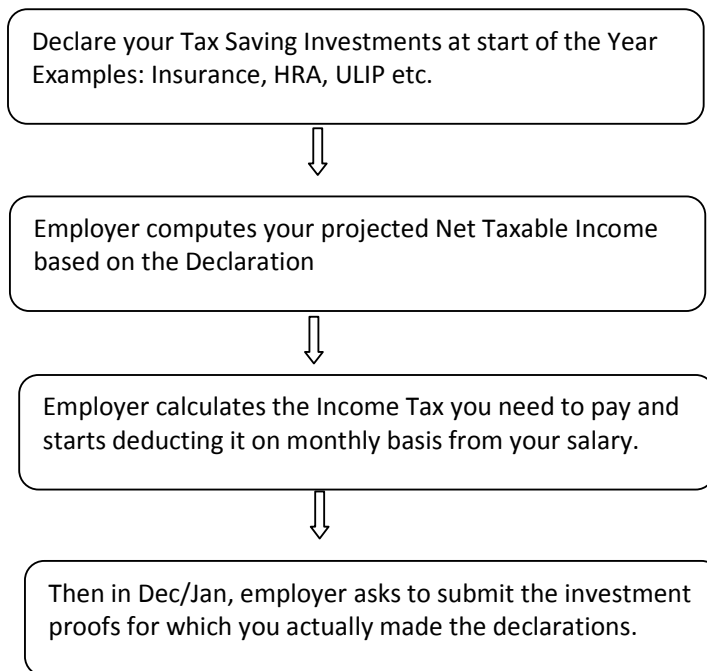 Declare your Tax Saving Investments at start of the Year
Examples: Insurance, HRA, ULIP etc.
Employer computes your projected Net Taxable Income
based on the Declaration
Employer calculates the Income Tax you need to pay and
starts deducting it on monthly basis from your salary.
Then in Dec/Jan, employer asks to submit the investment
proofs for which you actually made the declarations.